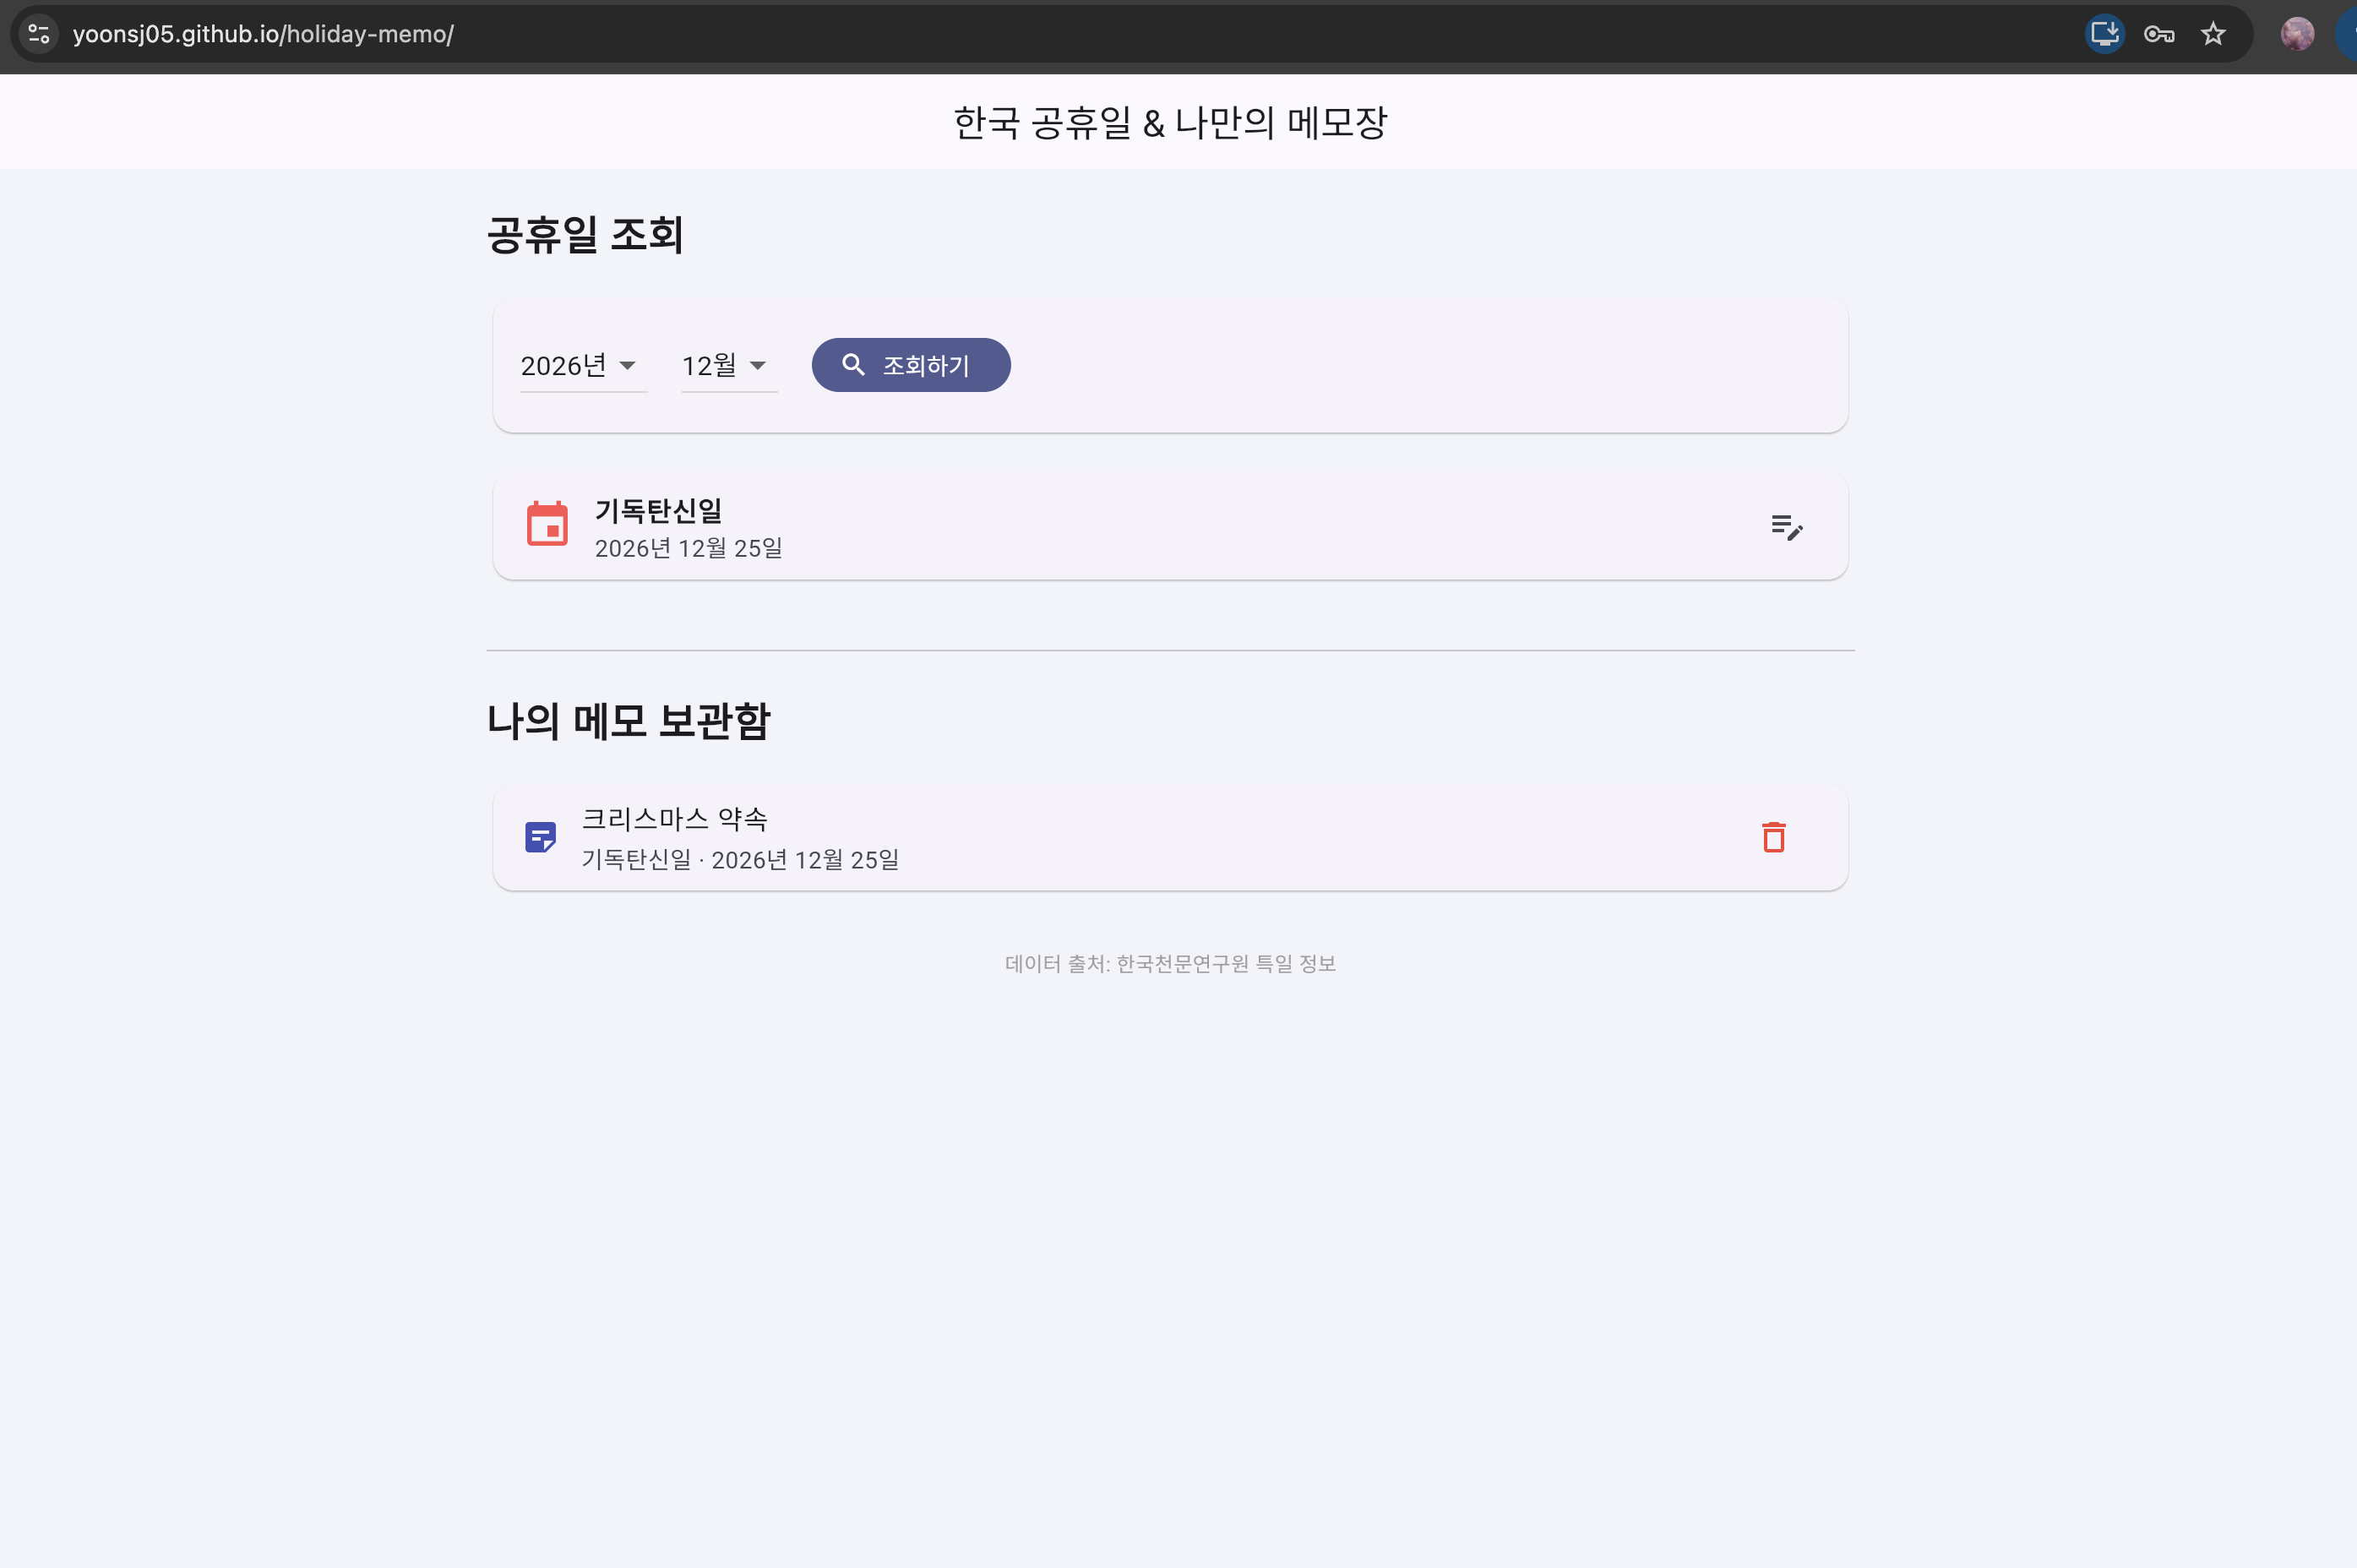 yoonsj05.github.io/holiday-memo/
한국 공휴일 & 나만의 메모장
공휴일 조회
2026년 12월 조회하기
기독탄신일
2026년 12월 25일
나의 메모 보관함
크리스마스 약속
기독탄신일 · 2026년 12월 25일
데이터 출처: 한국천문연구원 특일 정보